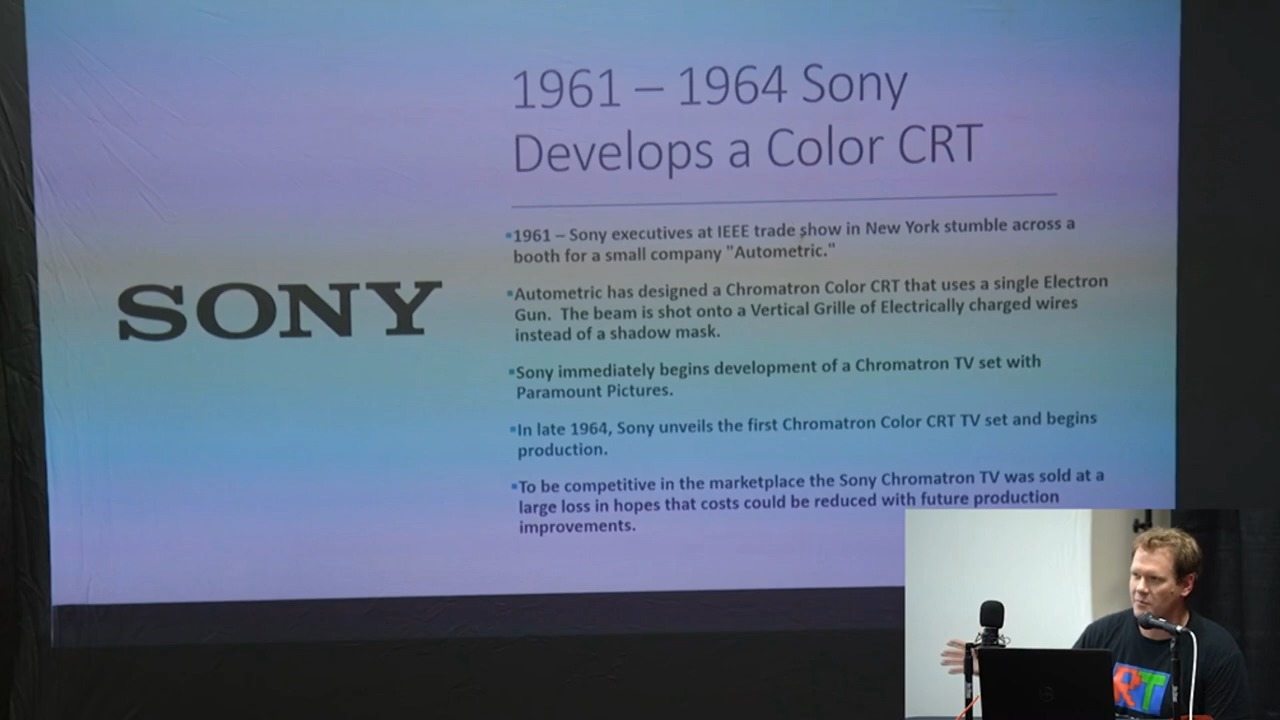 1961 – 1964 Sony
Develops a Color CRT
SONY
▪1961 – Sony executives at IEEE trade show in New York stumble across a
booth for a small company "Autometric."
▪Autometric has designed a Chromatron Color CRT that uses a single Electron
Gun.  The beam is shot onto a Vertical Grille of Electrically charged wires
instead of a shadow mask.
▪Sony immediately begins development of a Chromatron TV set with
Paramount Pictures.
▪In late 1964, Sony unveils the first Chromatron Color CRT TV set and begins
production.
▪To be competitive in the marketplace the Sony Chromatron TV was sold at a
large loss in hopes that costs could be reduced with future production
improvements.
RT